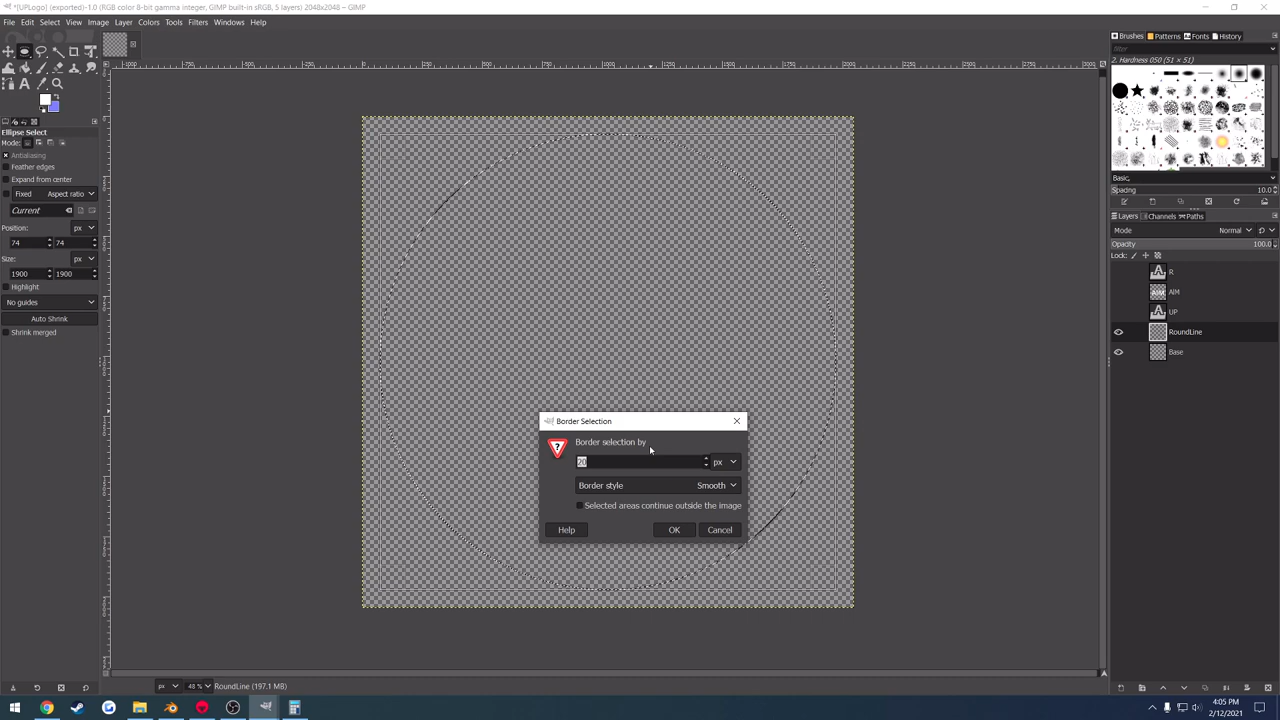 *[UPLogo] (exported)-1.0 (RGB color 8-bit gamma integer, GIMP built-in sRGB, 5 layers) 2048x2048 – GIMP
File Edit Select View Image Layer Colors Tools Filters Windows Help
Brushes Patterns Fonts History
filter
2. Hardness 050 (51 × 51)
Ellipse Select
Mode:
Antialiasing
Feather edges
Expand from center
Fixed Aspect ratio
Current
Position: px
74 74
Size: px
1900 1900
Highlight
No guides
Auto Shrink
Shrink merged
Basic,
Spacing 10.0
Layers Channels Paths
Mode Normal
Opacity 100.0
Lock:
R
AIM
UP
RoundLine
Base
Border Selection
Border selection by
20 px
Border style Smooth
Selected areas continue outside the image
Help OK Cancel
px 48 % RoundLine (197.1 MB)
4:05 PM
2/12/2021